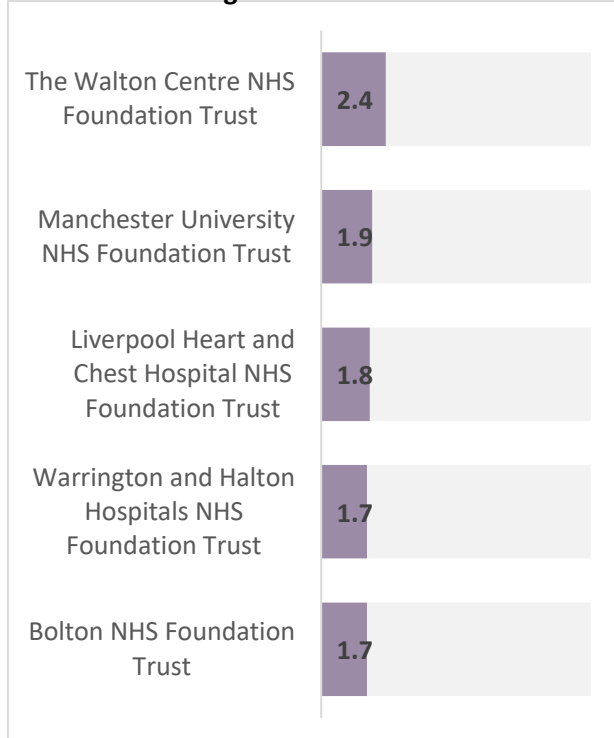 The Walton Centre NHS
Foundation Trust
2.4
Manchester University
NHS Foundation Trust
1.9
Liverpool Heart and
Chest Hospital NHS
Foundation Trust
1.8
Warrington and Halton
Hospitals NHS
Foundation Trust
1.7
Bolton NHS Foundation
Trust
1.7